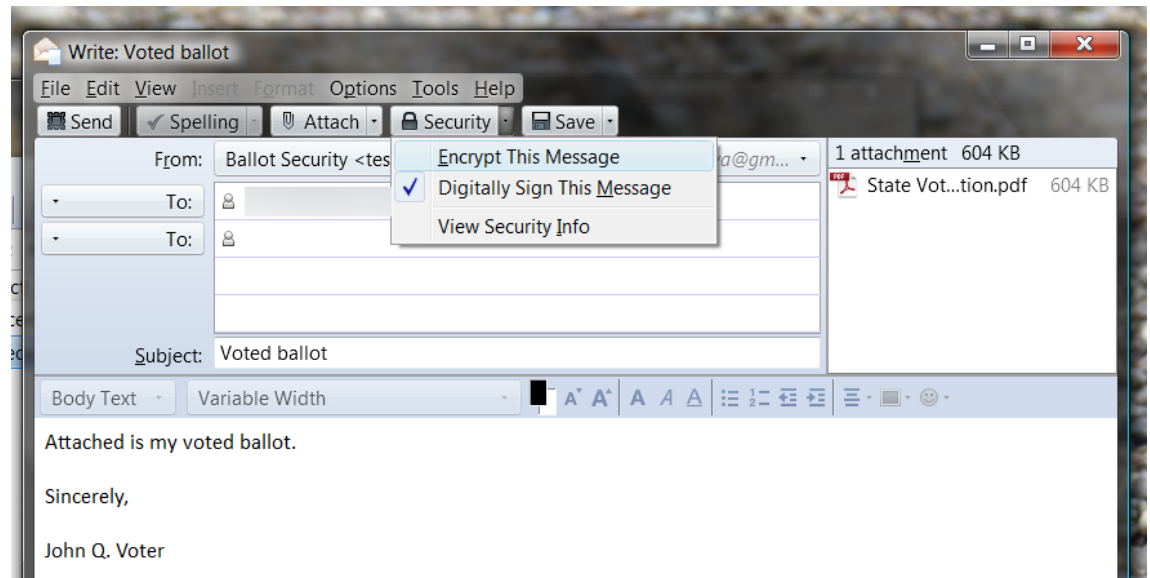 Write: Voted ballot
File Edit View Insert Format Options Tools Help
Send Spelling Attach Security Save
From: Ballot Security <tes a@gm...
Encrypt This Message
Digitally Sign This Message
View Security Info
To:
To:
1 attachment 604 KB
State Vot...tion.pdf 604 KB
Subject: Voted ballot
Body Text Variable Width
Attached is my voted ballot.
Sincerely,
John Q. Voter